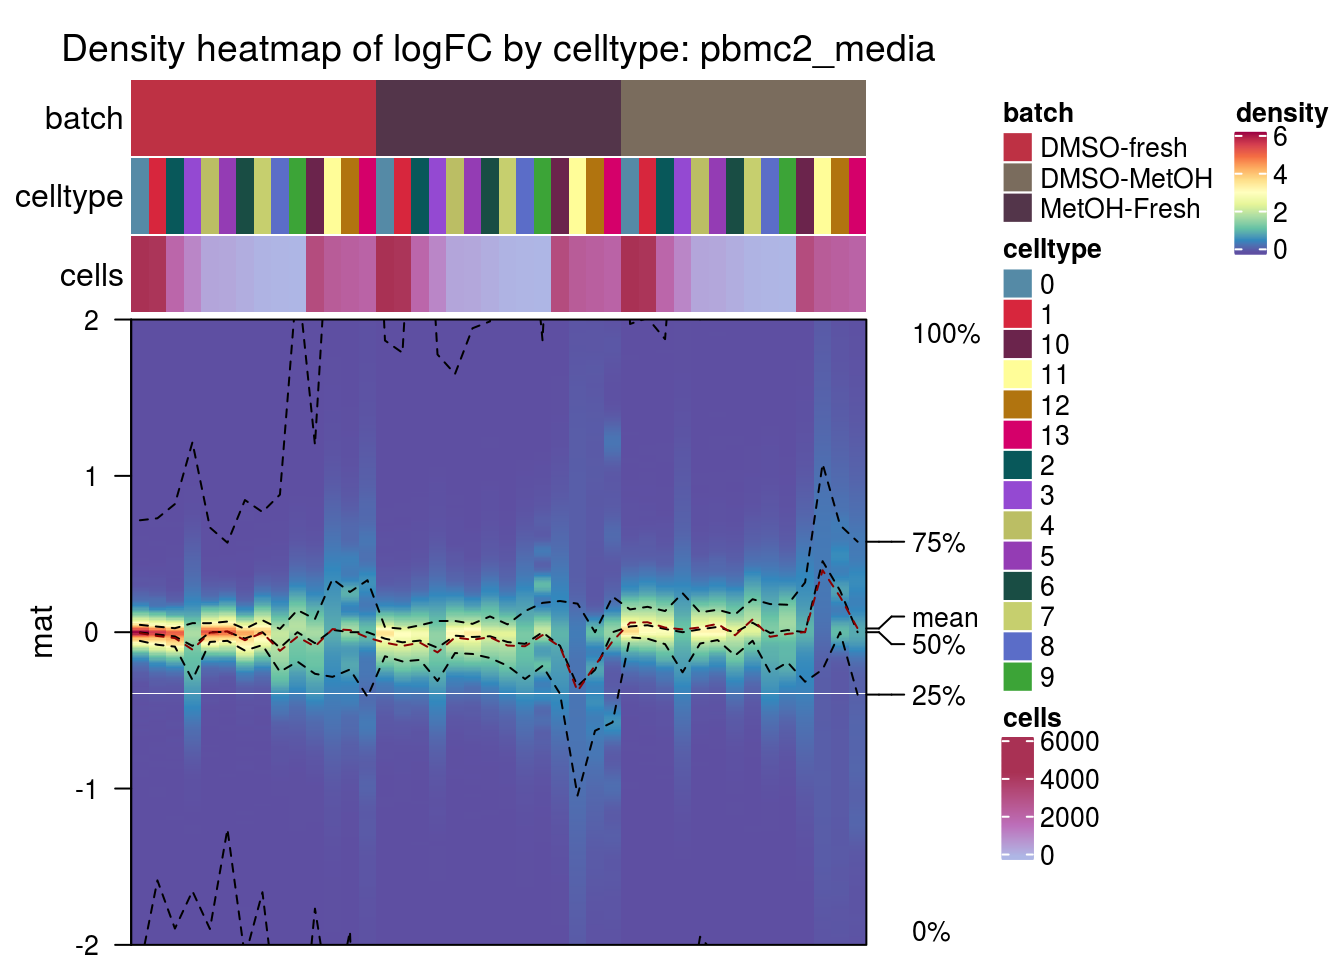 Density heatmap of logFC by celltype: pbmc2_media
batch
celltype
cells
mat
2
1
0
-1
-2
100%
75%
mean
50%
25%
0%
batch
DMSO-fresh
DMSO-MetOH
MetOH-Fresh
celltype
0
1
10
11
12
13
2
3
4
5
6
7
8
9
cells
6000
4000
2000
0
density
6
4
2
0